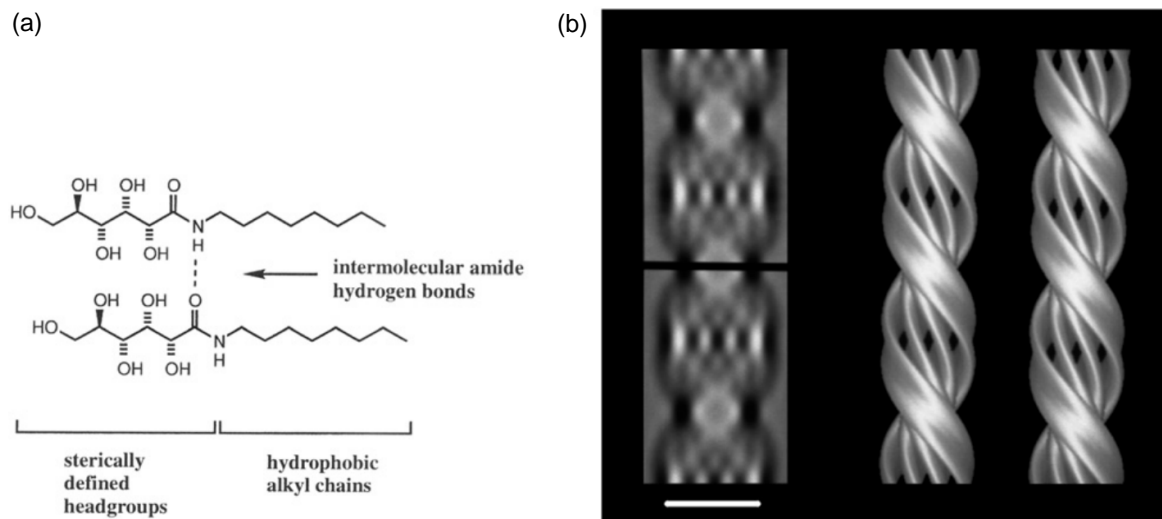 (a)
(b)
OH OH O
HO N
OH OH H
intermolecular amide
hydrogen bonds
OH OH O
HO N
OH OH H
sterically
defined
headgroups
hydrophobic
alkyl chains